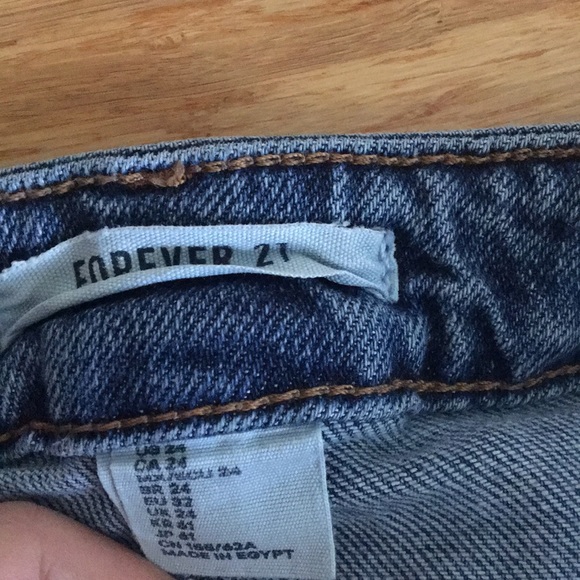 FOREVER 21
US 24
CA 24
MX/ECU 24
BR 24
EU 32
UK 24
KR 61
JP 61
CN 155/62A
MADE IN EGYPT